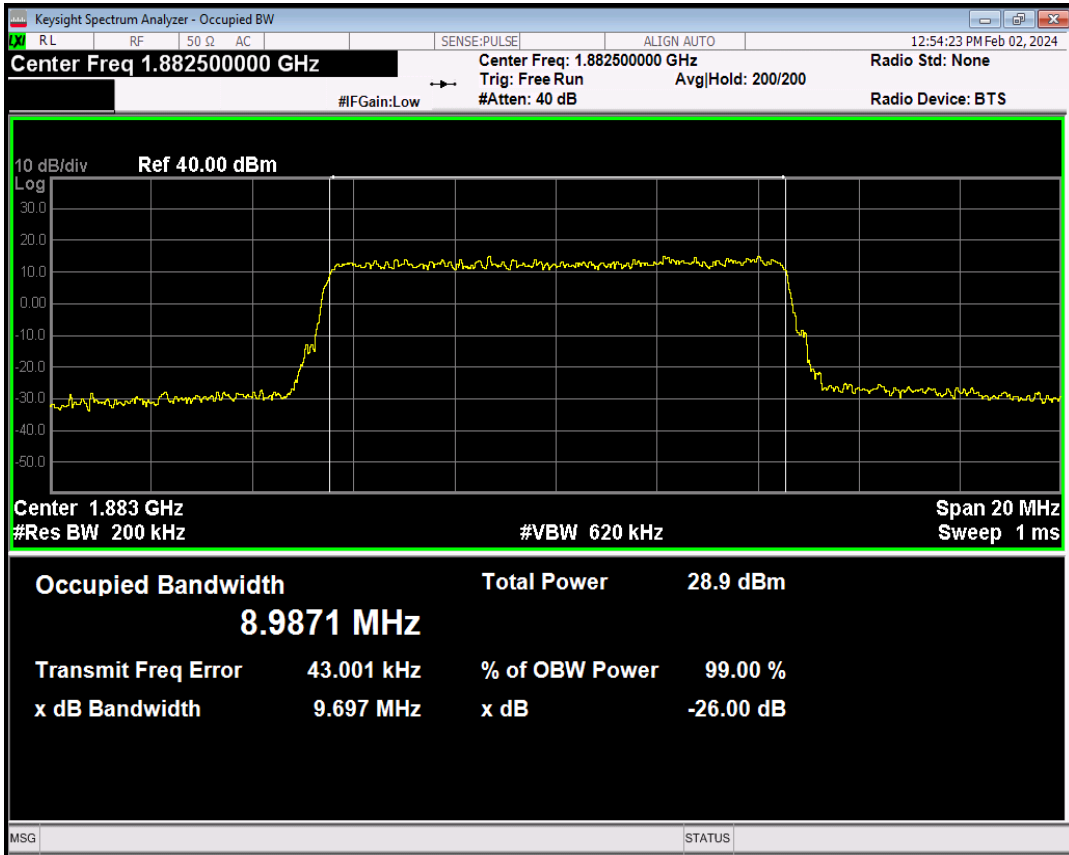 Keysight Spectrum Analyzer - Occupied BW
LXI RL RF 50 Ω AC SENSE:PULSE ALIGN AUTO 12:54:23 PM Feb 02, 2024
Center Freq 1.882500000 GHz Center Freq: 1.882500000 GHz Radio Std: None
Trig: Free Run Avg|Hold: 200/200
#IFGain:Low #Atten: 40 dB Radio Device: BTS
10 dB/div Ref 40.00 dBm
Log
30.0
20.0
10.0
0.00
-10.0
-20.0
-30.0
-40.0
-50.0
Center 1.883 GHz Span 20 MHz
#Res BW 200 kHz #VBW 620 kHz Sweep 1 ms
Occupied Bandwidth Total Power 28.9 dBm
8.9871 MHz
Transmit Freq Error 43.001 kHz % of OBW Power 99.00 %
x dB Bandwidth 9.697 MHz x dB -26.00 dB
MSG STATUS